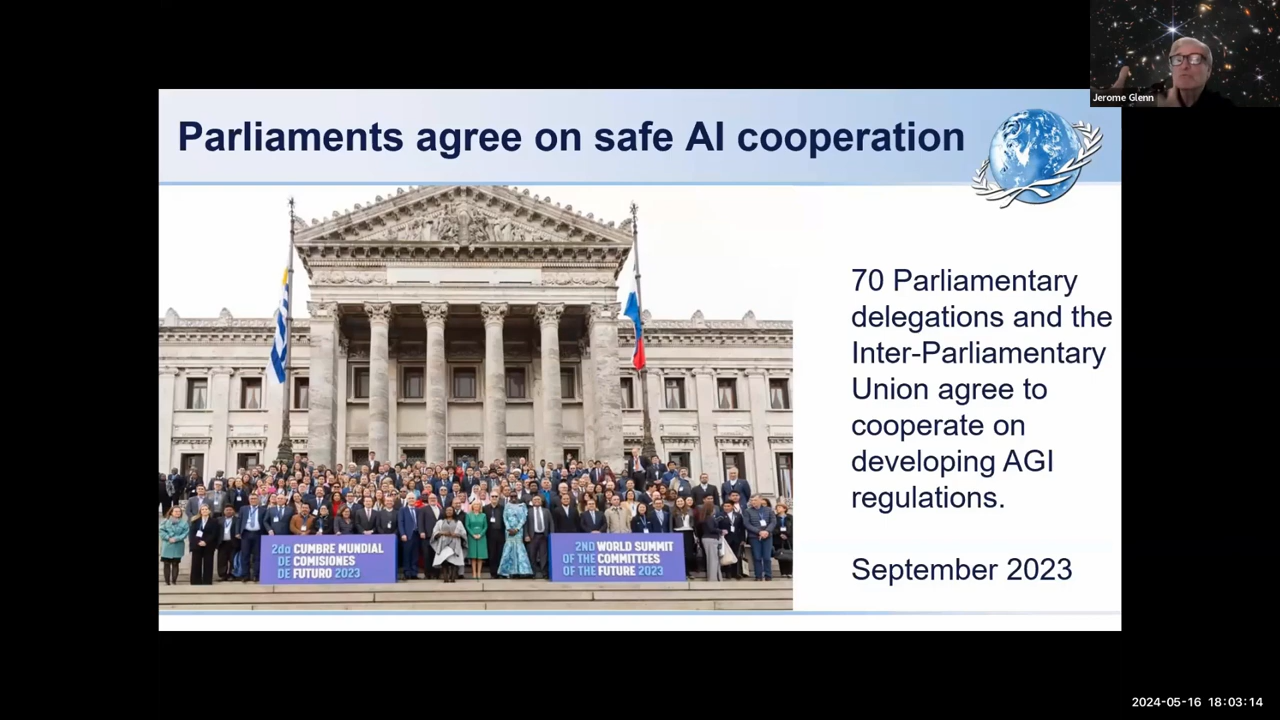 Jerome Glenn
Parliaments agree on safe AI cooperation
70 Parliamentary
delegations and the
Inter-Parliamentary
Union agree to
cooperate on
developing AGI
regulations.
September 2023
2da CUMBRE MUNDIAL
DE COMISIONES
DE FUTURO 2023
2ND WORLD SUMMIT
OF THE COMMITTEES
OF THE FUTURE 2023
2024-05-16 18:03:14